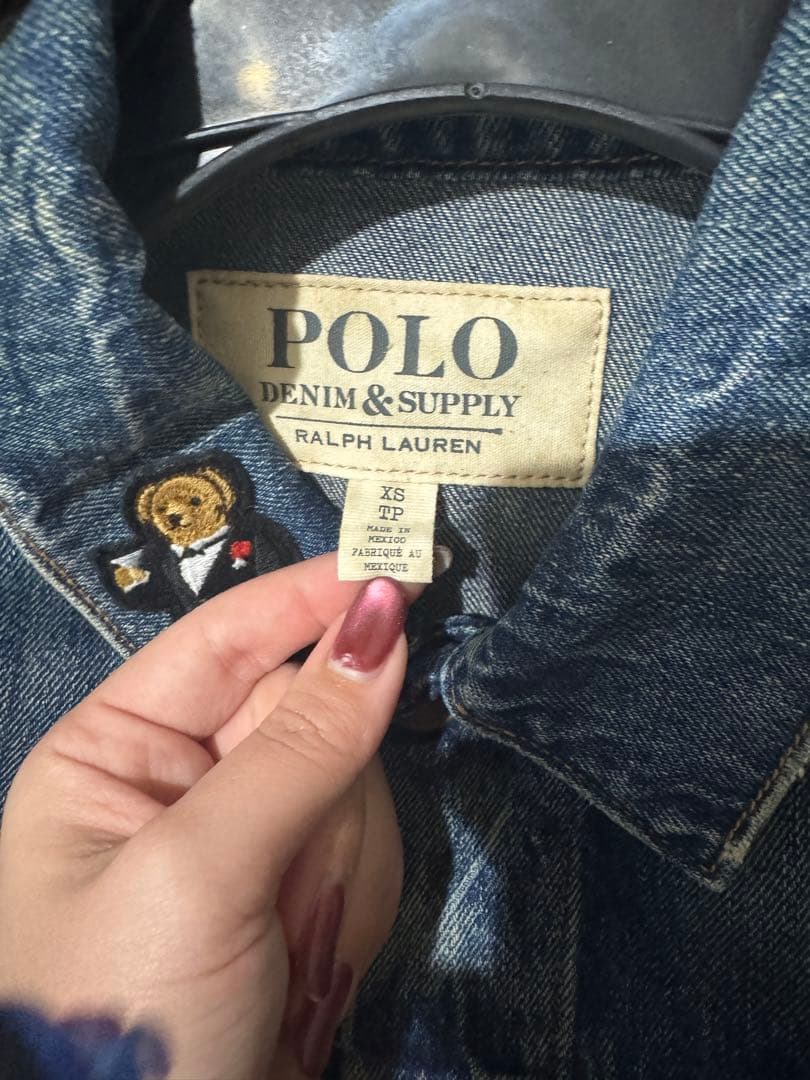 POLO
DENIM & SUPPLY
RALPH LAUREN
XS
TP
MADE IN
MEXICO
FABRIQUÉ AU
MEXIQUE